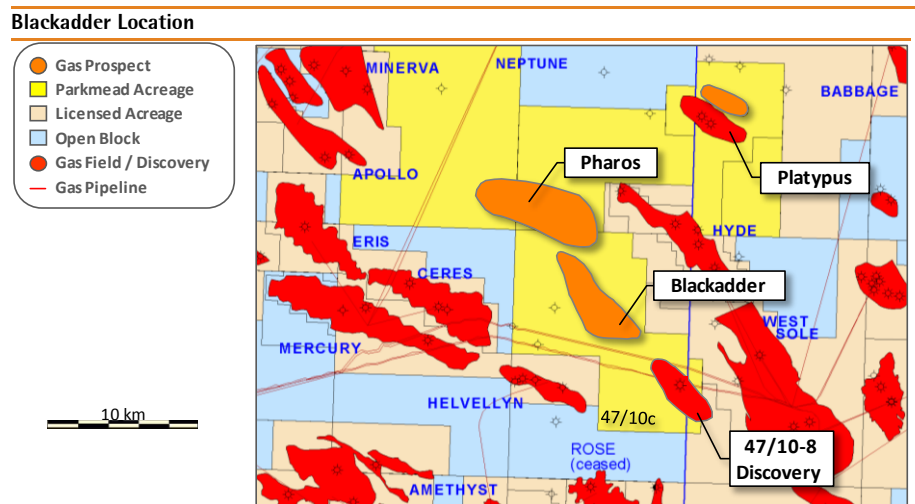 Blackadder Location
Gas Prospect
Parkmead Acreage
Licensed Acreage
Open Block
Gas Field / Discovery
Gas Pipeline
10 km
MINERVA
NEPTUNE
BABBAGE
Pharos
APOLLO
Platypus
HYDE
ERIS
CERES
Blackadder
WEST
SOLE
MERCURY
HELVELLYN
47/10c
47/10-8
Discovery
ROSE
(ceased)
AMETHYST